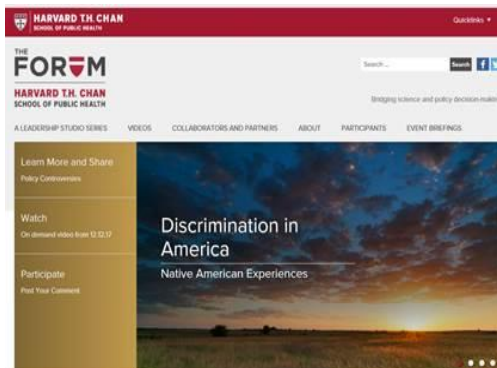 HARVARD T.H. CHAN
SCHOOL OF PUBLIC HEALTH
Quicklinks
THE
FORUM
HARVARD T.H. CHAN
SCHOOL OF PUBLIC HEALTH
Search ...
Search
Bridging science and policy decision-making
A LEADERSHIP STUDIO SERIES VIDEOS COLLABORATORS AND PARTNERS ABOUT PARTICIPANTS EVENT BRIEFINGS
Learn More and Share
Policy Controversies
Watch
On demand video from 12.12.17
Participate
Post Your Comment
Discrimination in
America
Native American Experiences